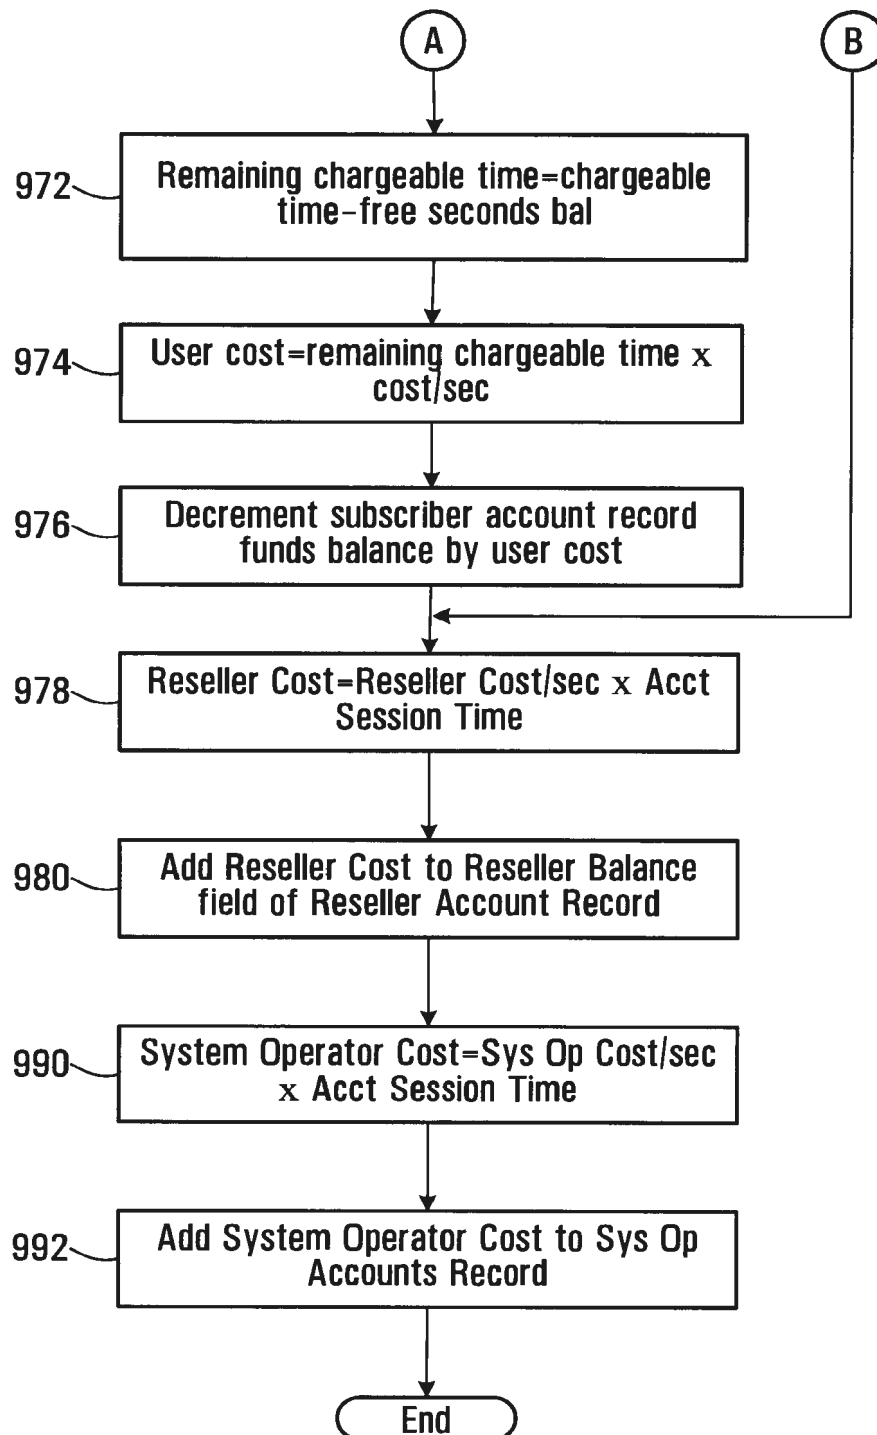 A
B
972
Remaining chargeable time=chargeable
time-free seconds bal
974
User cost=remaining chargeable time x
cost/sec
976
Decrement subscriber account record
funds balance by user cost
978
Reseller Cost=Reseller Cost/sec x Acct
Session Time
980
Add Reseller Cost to Reseller Balance
field of Reseller Account Record
990
System Operator Cost=Sys Op Cost/sec
x Acct Session Time
992
Add System Operator Cost to Sys Op
Accounts Record
End